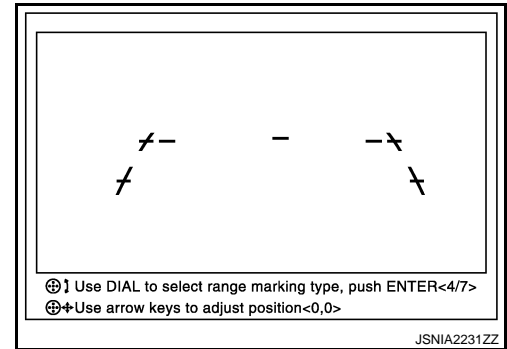 Use DIAL to select range marking type, push ENTER<4/7>
Use arrow keys to adjust position<0,0>
JSNIA2231ZZ